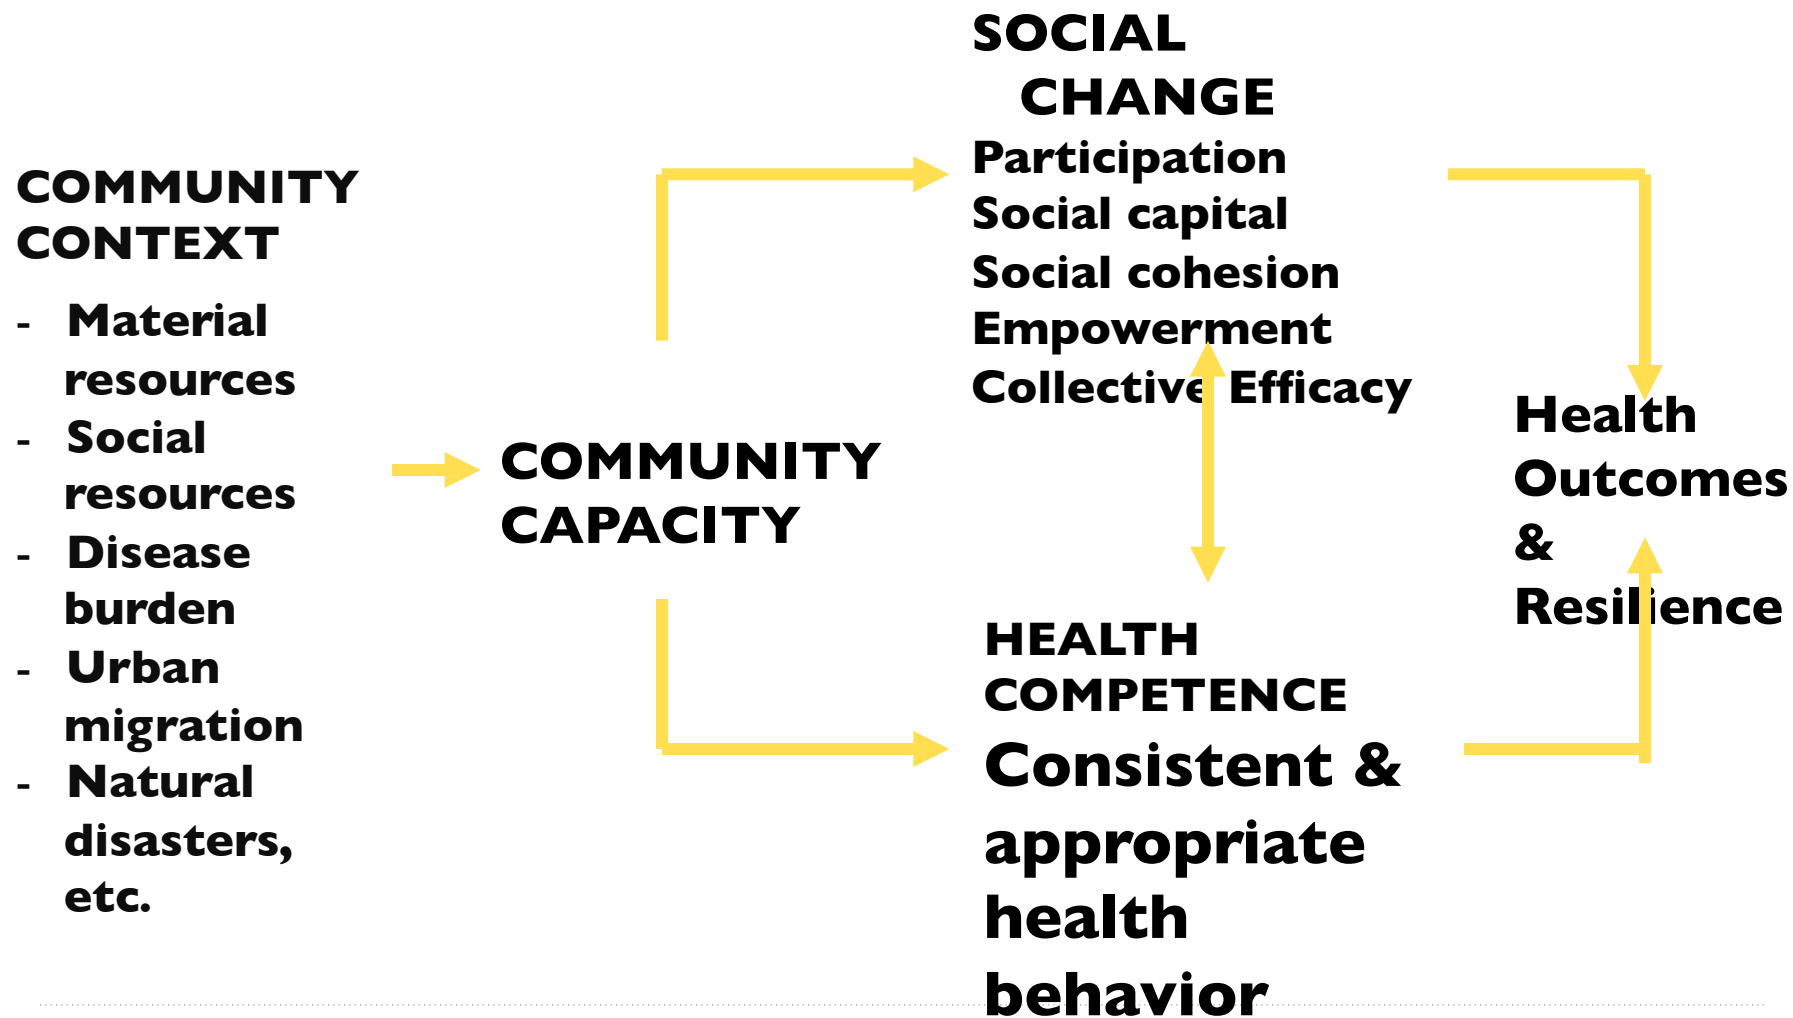 COMMUNITY
CONTEXT
- Material
resources
- Social
resources
- Disease
burden
- Urban
migration
- Natural
disasters,
etc.
COMMUNITY
CAPACITY
SOCIAL
CHANGE
Participation
Social capital
Social cohesion
Empowerment
Collective Efficacy
HEALTH
COMPETENCE
Consistent &
appropriate
health
behavior
Health
Outcomes
&
Resilience